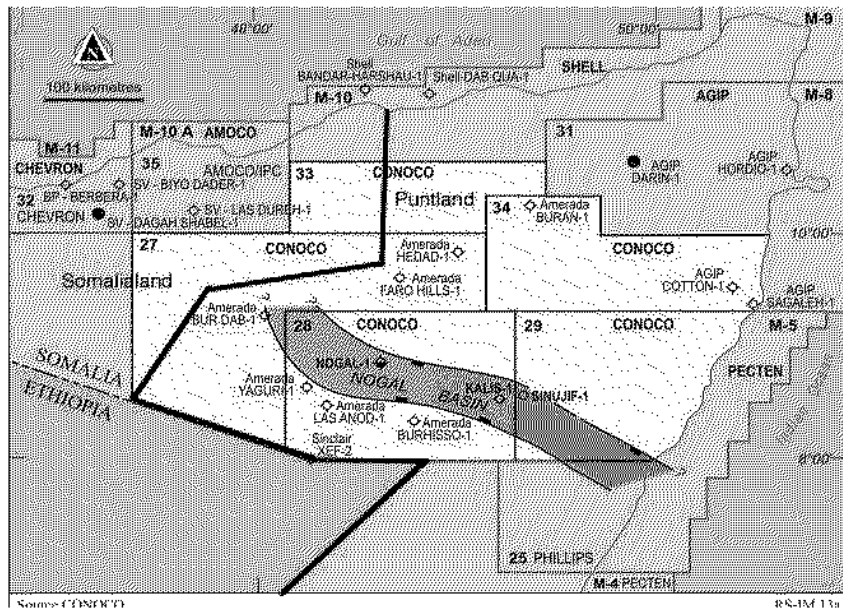 48°00'
50°00'
M-9
Gulf of Aden
Shell
BANDAR-HARSHAU-1
Shell-DAB QUA-1
SHELL
100 kilometres
M-10
AGIP
M-8
M-11
M-10 A
AMOCO
31
CHEVRON
35
AMOCO/IPC
33
CONOCO
AGIP
DARIN-1
AGIP
HORDIO-1
32
BP - BERBERA-1
SV - BIYO DADER-1
Puntland
34
Amerada
BURAN-1
CHEVRON
SV - LAS DUREH-1
SV - DAGAH SHABEL-1
27
CONOCO
Amerada
HEDAD-1
CONOCO
10°00'
Somaliland
Amerada
FARO HILLS-1
AGIP
COTTON-1
AGIP
SAGALEH-1
Amerada
BUR DAB-1
28
CONOCO
29
CONOCO
M-5
SOMALIA
ETHIOPIA
NOGAL-1
NOGAL
BASIN
KALIS-1
SINUJIF-1
PECTEN
Amerada
YAGURI-1
Amerada
LAS ANOD-1
Amerada
BURHISSO-1
Sinclair
XEF-2
8°00'
25 PHILLIPS
M-4 PECTEN
Source CONOCO
RS-JM 13a